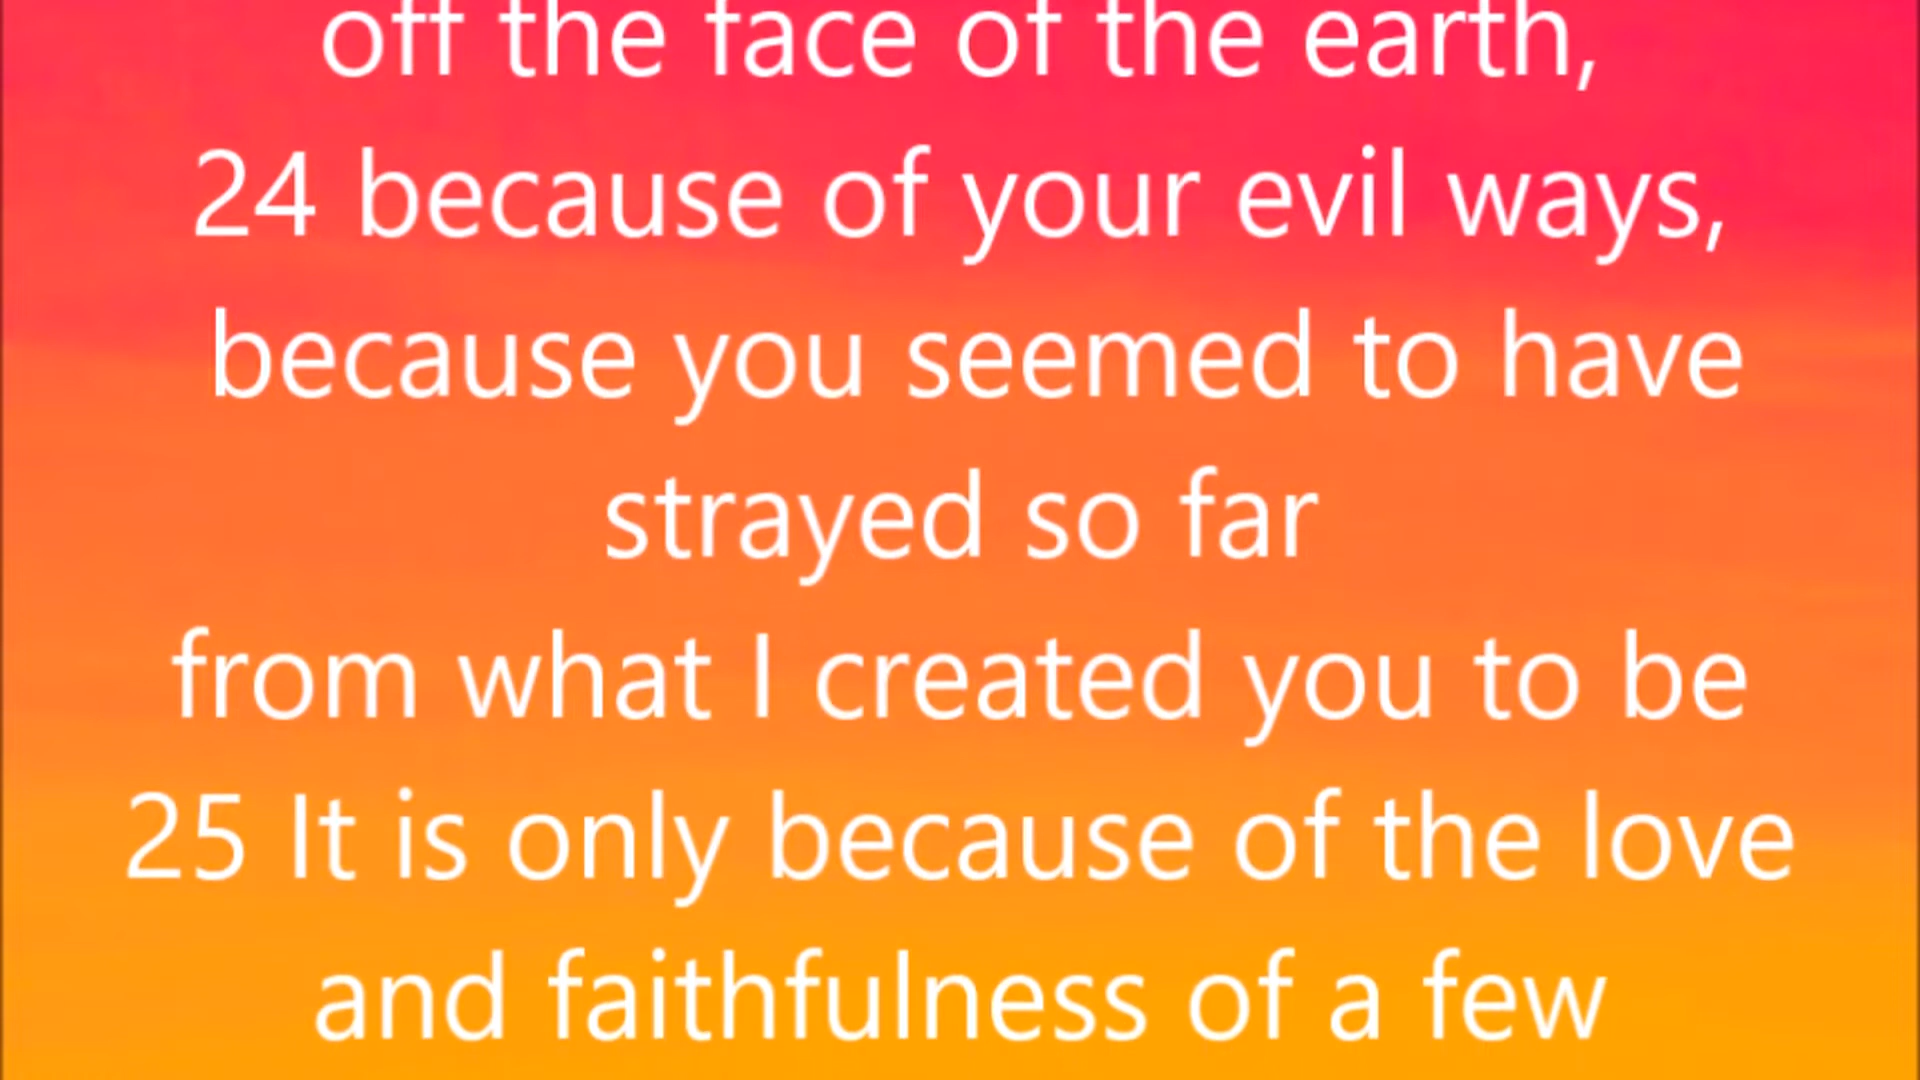 off the face of the earth,
24 because of your evil ways,
because you seemed to have
strayed so far
from what I created you to be
25 It is only because of the love
and faithfulness of a few